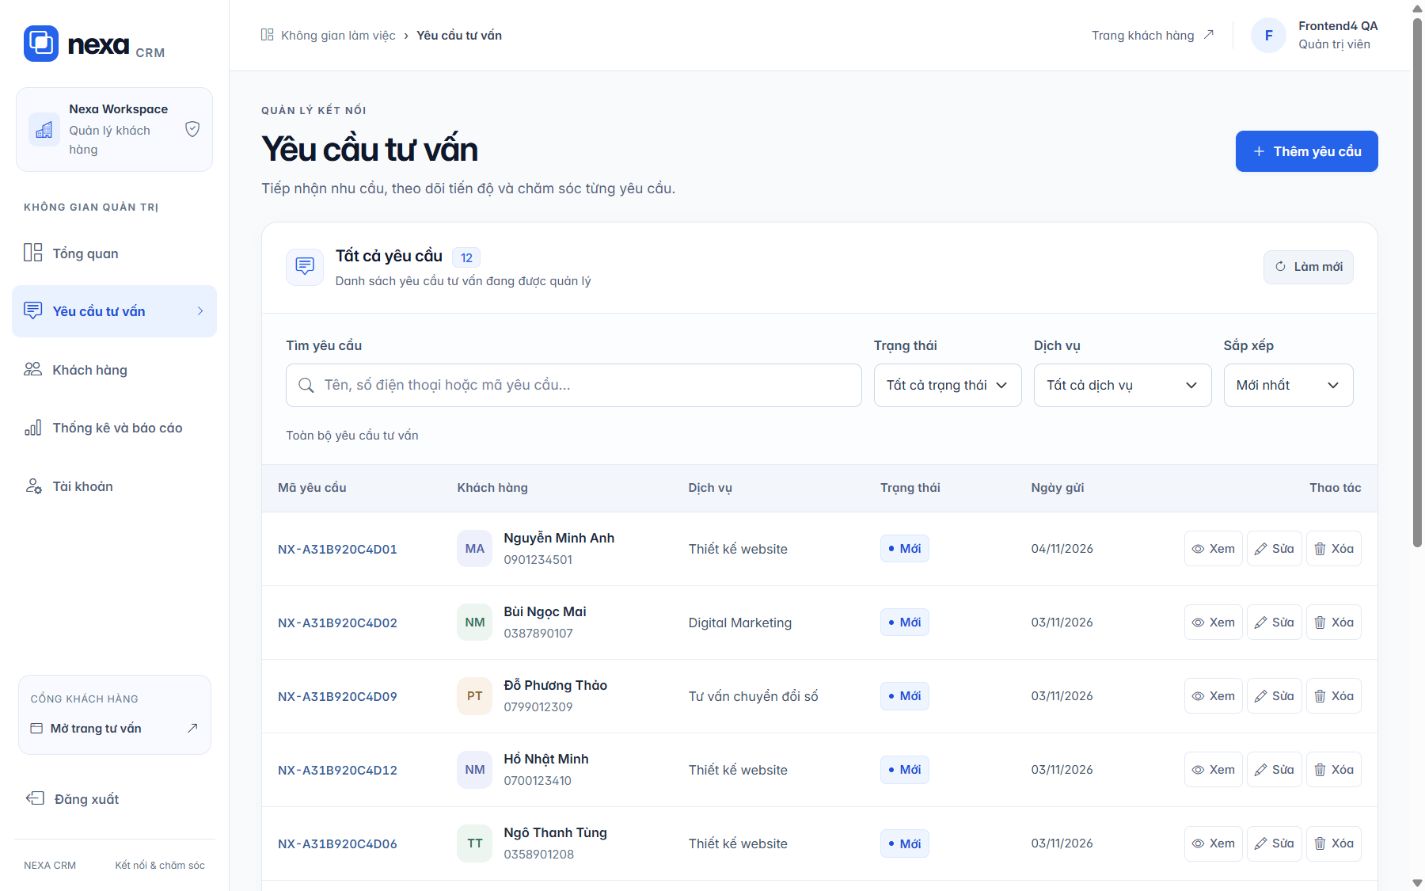 nexa CRM
Nexa Workspace
Quản lý khách
hàng
KHÔNG GIAN QUẢN TRỊ
Tổng quan
Yêu cầu tư vấn
Khách hàng
Thống kê và báo cáo
Tài khoản
CỔNG KHÁCH HÀNG
Mở trang tư vấn
Đăng xuất
NEXA CRM Kết nối & chăm sóc
Không gian làm việc › Yêu cầu tư vấn
Trang khách hàng
F
Frontend4 QA
Quản trị viên
QUẢN LÝ KẾT NỐI
Yêu cầu tư vấn
Tiếp nhận nhu cầu, theo dõi tiến độ và chăm sóc từng yêu cầu.
+ Thêm yêu cầu
Tất cả yêu cầu 12
Danh sách yêu cầu tư vấn đang được quản lý
Làm mới
Tìm yêu cầu Trạng thái Dịch vụ Sắp xếp
Tên, số điện thoại hoặc mã yêu cầu... Tất cả trạng thái Tất cả dịch vụ Mới nhất
Toàn bộ yêu cầu tư vấn
Mã yêu cầu Khách hàng Dịch vụ Trạng thái Ngày gửi Thao tác
NX-A31B920C4D01 MA Nguyễn Minh Anh Thiết kế website Mới 04/11/2026 Xem Sửa Xóa
0901234501
NX-A31B920C4D02 NM Bùi Ngọc Mai Digital Marketing Mới 03/11/2026 Xem Sửa Xóa
0387890107
NX-A31B920C4D09 PT Đỗ Phương Thảo Tư vấn chuyển đổi số Mới 03/11/2026 Xem Sửa Xóa
0799012309
NX-A31B920C4D12 NM Hồ Nhật Minh Thiết kế website Mới 03/11/2026 Xem Sửa Xóa
0700123410
NX-A31B920C4D06 TT Ngô Thanh Tùng Thiết kế website Mới 03/11/2026 Xem Sửa Xóa
0358901208